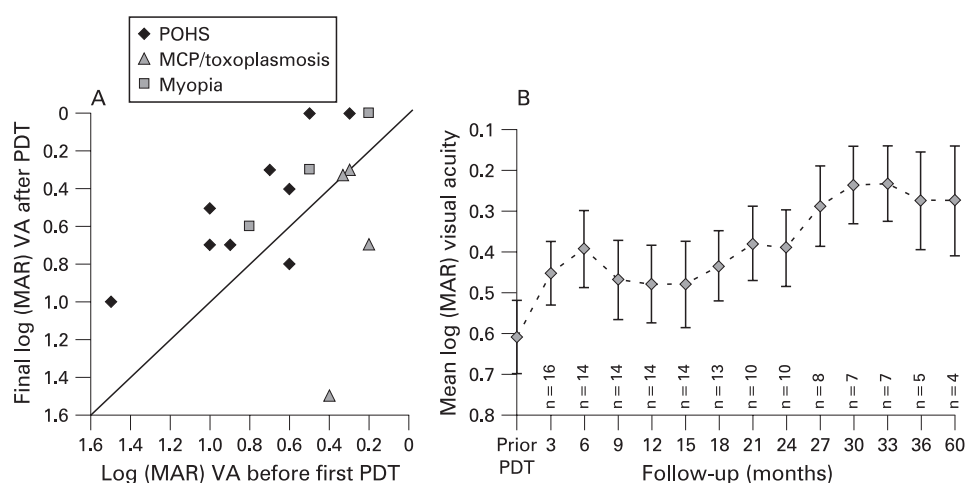 POHS
MCP/toxoplasmosis
Myopia
A
Final log (MAR) VA after PDT
0
0.2
0.4
0.6
0.8
1.0
1.2
1.4
1.6
1.6 1.4 1.2 1.0 0.8 0.6 0.4 0.2 0
Log (MAR) VA before first PDT
B
Mean log (MAR) visual acuity
0.1
0.2
0.3
0.4
0.5
0.6
0.7
0.8
n = 16 n = 14 n = 14 n = 14 n = 14 n = 13 n = 10 n = 10 n = 8 n = 7 n = 7 n = 5 n = 4
Prior 3 6 9 12 15 18 21 24 27 30 33 36 60
PDT
Follow-up (months)